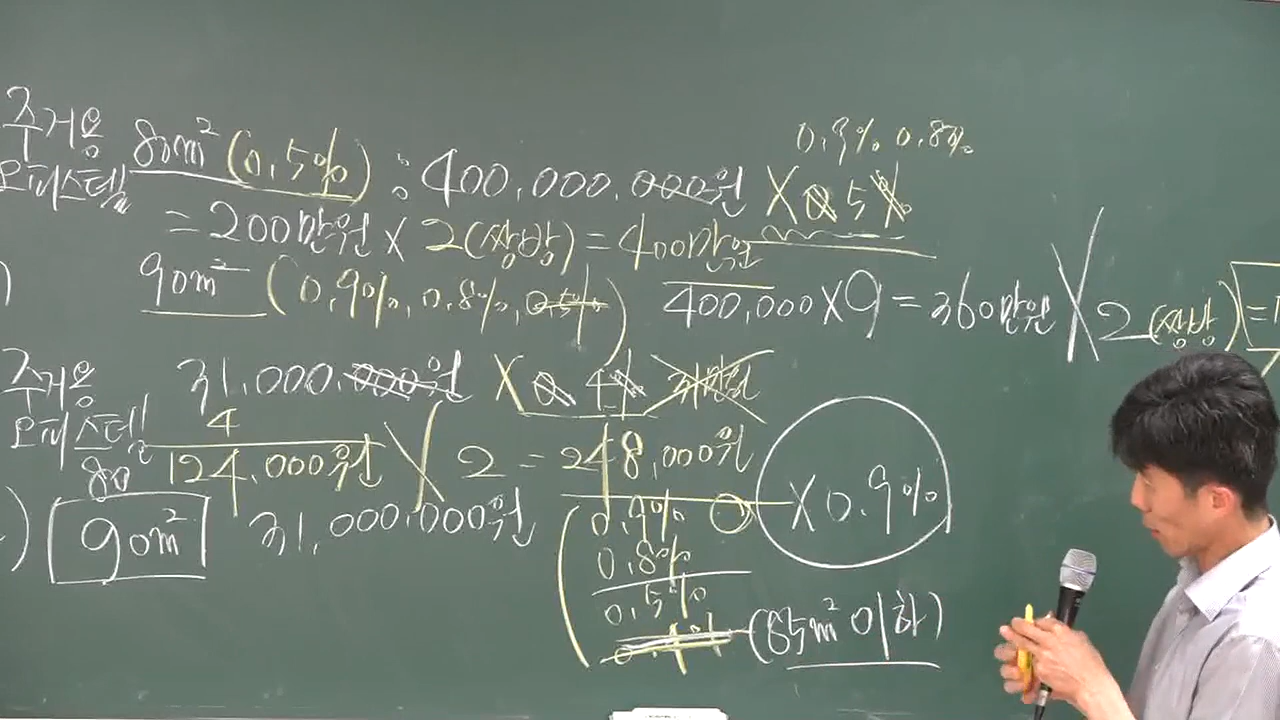 0.9% 0.8%
주거용 80m² (0.5%) : 400,000,000원 X 0.5%
오피스텔
= 200만원 X 2(쌍방) = 400만원
) 90m² (0.9%, 0.8%, 0.5%) 400,000 X 9 = 360만원 X 2 (쌍방) =
주거용 31,000,000원 X 0.4%
오피스텔 4
80² 124,000원 X 2 = 248,000원
) 90m² 31,000,000원 0.9% X 0.9%
0.8%
0.5%
0.4% (85m² 이하)